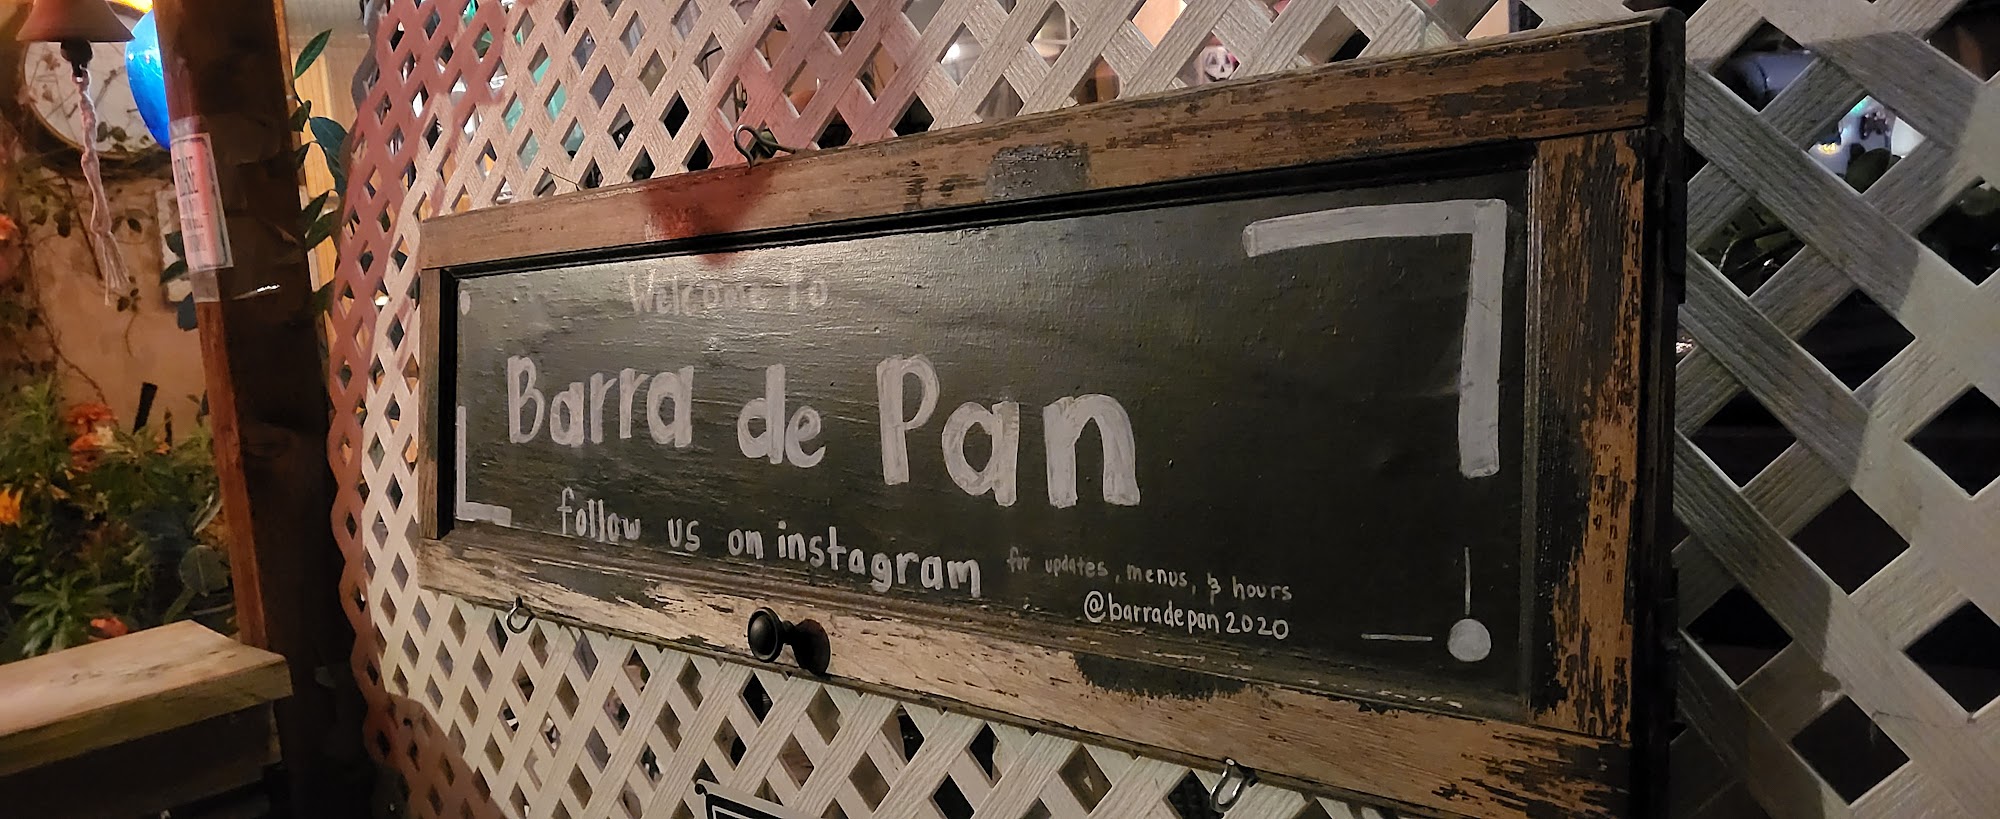 Welcome To
Barra de Pan
follow us on instagram for updates, menus, & hours
@barradepan2020